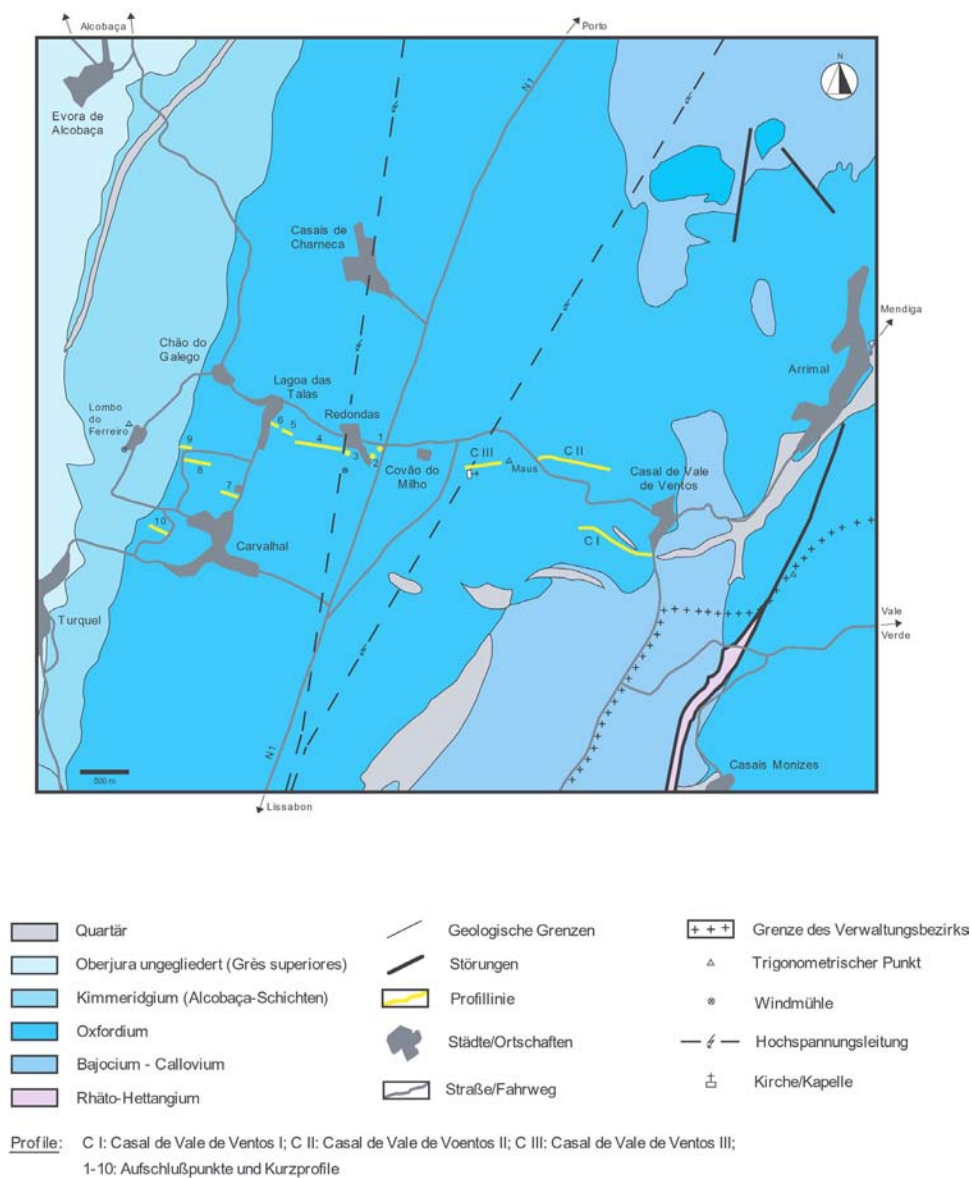 Alcobaça
Porto
N
Evora de
Alcobaça
N1
Casais de
Charneca
Mendiga
Chão do
Galego
Arrimal
Lagoa das
Talas
Lombo
do
Ferreiro
Redondas
6
5
4
1
3
2
9
8
C III
Maus
C II
Covão do
Milho
Casal de Vale
de Ventos
7
10
Carvalhal
C I
Turquel
Vale
Verde
N1
500 m
Casais Monizes
Lissabon
Quartär
Oberjura ungegliedert (Grès superiores)
Kimmeridgium (Alcobaça-Schichten)
Oxfordium
Bajocium - Callovium
Rhäto-Hettangium
Geologische Grenzen
Störungen
Profillinie
Städte/Ortschaften
Straße/Fahrweg
Grenze des Verwaltungsbezirks
Trigonometrischer Punkt
Windmühle
Hochspannungsleitung
Kirche/Kapelle
Profile: C I: Casal de Vale de Ventos I; C II: Casal de Vale de Voentos II; C III: Casal de Vale de Ventos III;
1-10: Aufschlußpunkte und Kurzprofile